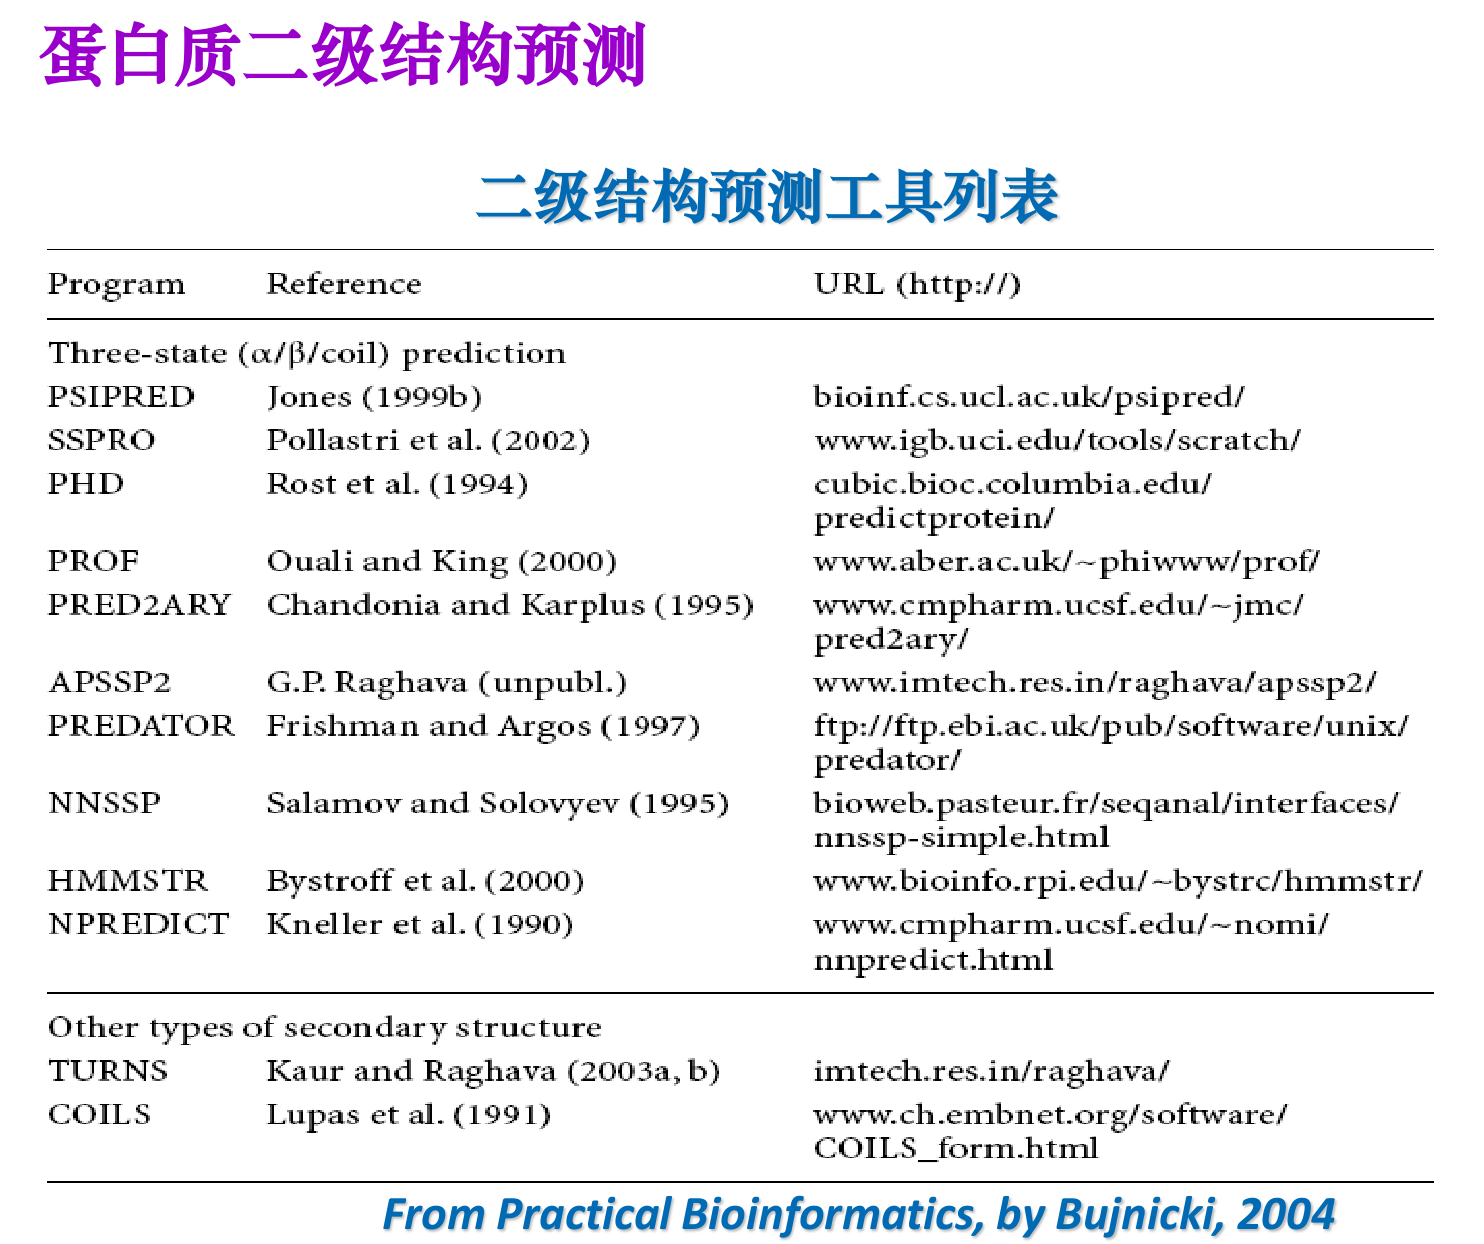 蛋白质二级结构预测
二级结构预测工具列表
Program Reference URL (http://)
Three-state (α/β/coil) prediction
PSIPRED Jones (1999b) bioinf.cs.ucl.ac.uk/psipred/
SSPRO Pollastri et al. (2002) www.igb.uci.edu/tools/scratch/
PHD Rost et al. (1994) cubic.bioc.columbia.edu/
predictprotein/
PROF Ouali and King (2000) www.aber.ac.uk/~phiwww/prof/
PRED2ARY Chandonia and Karplus (1995) www.cmpharm.ucsf.edu/~jmc/
pred2ary/
APSSP2 G.P. Raghava (unpubl.) www.imtech.res.in/raghava/apssp2/
PREDATOR Frishman and Argos (1997) ftp://ftp.ebi.ac.uk/pub/software/unix/
predator/
NNSSP Salamov and Solovyev (1995) bioweb.pasteur.fr/seqanal/interfaces/
nnssp-simple.html
HMMSTR Bystroff et al. (2000) www.bioinfo.rpi.edu/~bystrc/hmmstr/
NPREDICT Kneller et al. (1990) www.cmpharm.ucsf.edu/~nomi/
nnpredict.html
Other types of secondary structure
TURNS Kaur and Raghava (2003a, b) imtech.res.in/raghava/
COILS Lupas et al. (1991) www.ch.embnet.org/software/
COILS_form.html
From Practical Bioinformatics, by Bujnicki, 2004